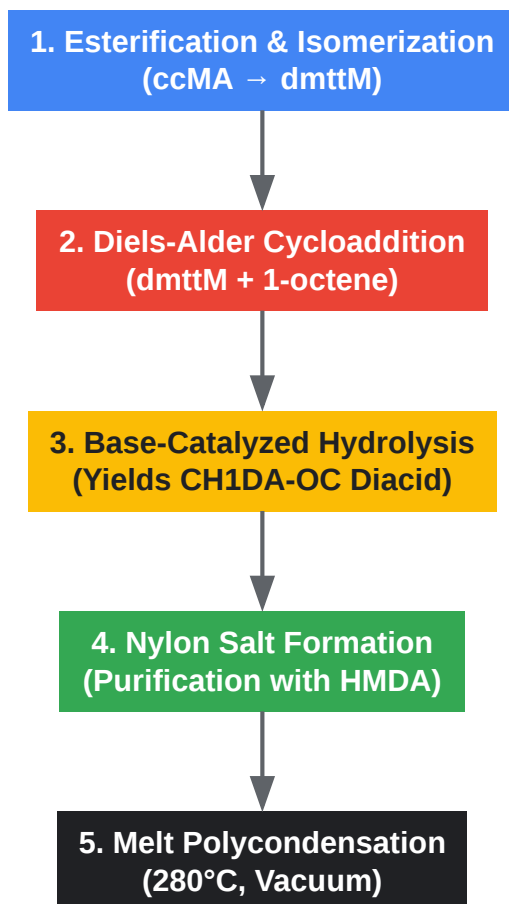 1. Esterification & Isomerization
(ccMA → dmttM)
2. Diels-Alder Cycloaddition
(dmttM + 1-octene)
3. Base-Catalyzed Hydrolysis
(Yields CH1DA-OC Diacid)
4. Nylon Salt Formation
(Purification with HMDA)
5. Melt Polycondensation
(280°C, Vacuum)